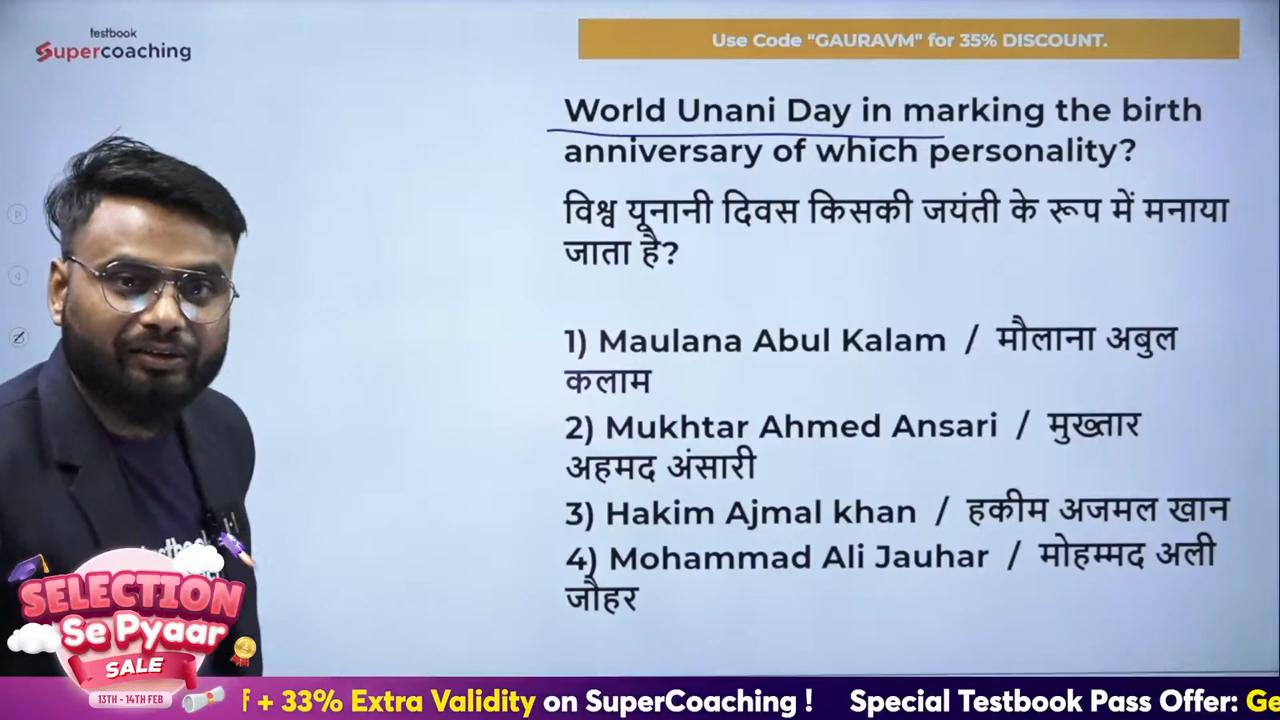 testbook
Supercoaching
Use Code "GAURAVM" for 35% DISCOUNT.
World Unani Day in marking the birth
anniversary of which personality?
विश्व यूनानी दिवस किसकी जयंती के रूप में मनाया
जाता है?
1) Maulana Abul Kalam / मौलाना अबुल
कलाम
2) Mukhtar Ahmed Ansari / मुख्तार
अहमद अंसारी
3) Hakim Ajmal khan / हकीम अजमल खान
4) Mohammad Ali Jauhar / मोहम्मद अली
जौहर
testbook
SELECTION
Se Pyaar
SALE
13TH - 14TH FEB
+ 33% Extra Validity on SuperCoaching ! Special Testbook Pass Offer: Ge